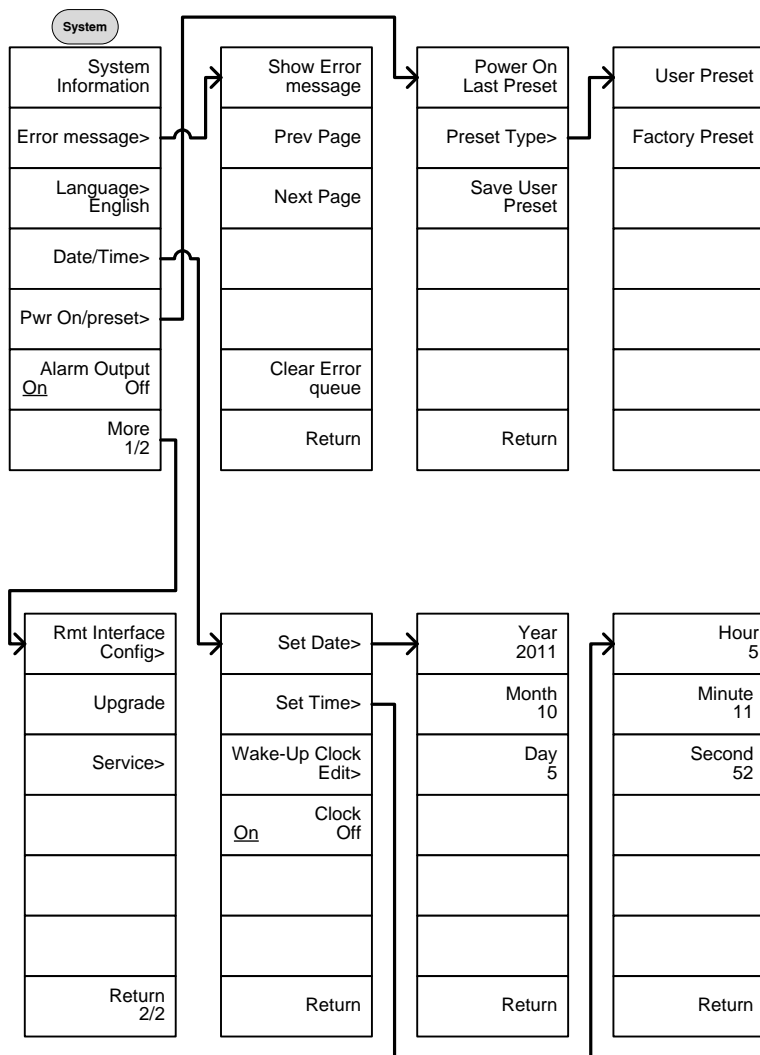 System
System
Information
Error message>
Language>
English
Date/Time>
Pwr On/preset>
Alarm Output
On Off
More
1/2
Show Error
message
Prev Page
Next Page
Clear Error
queue
Return
Power On
Last Preset
Preset Type>
Save User
Preset
Return
User Preset
Factory Preset
Rmt Interface
Config>
Upgrade
Service>
Return
2/2
Set Date>
Set Time>
Wake-Up Clock
Edit>
Clock
On Off
Return
Year
2011
Month
10
Day
5
Return
Hour
5
Minute
11
Second
52
Return